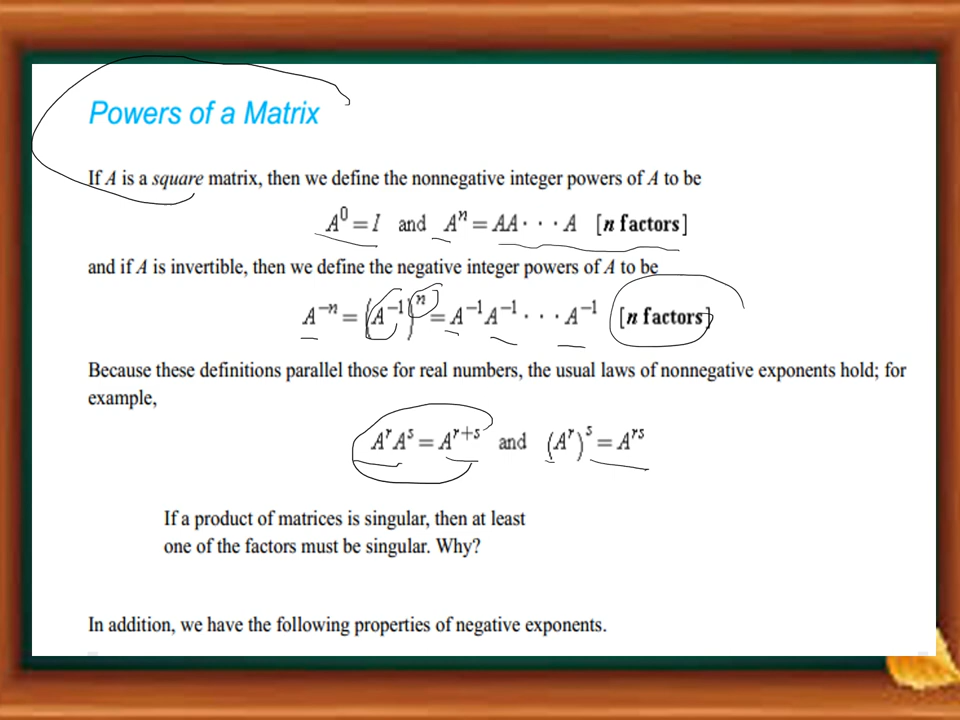 Powers of a Matrix
If A is a square matrix, then we define the nonnegative integer powers of A to be
A⁰ = I and Aⁿ = AA· · ·A [n factors]
and if A is invertible, then we define the negative integer powers of A to be
A⁻ⁿ = (A⁻¹)ⁿ = A⁻¹A⁻¹· · ·A⁻¹ [n factors]
Because these definitions parallel those for real numbers, the usual laws of nonnegative exponents hold; for
example,
AʳAˢ = Aʳ⁺ˢ and (Aʳ)ˢ = Aʳˢ
If a product of matrices is singular, then at least
one of the factors must be singular. Why?
In addition, we have the following properties of negative exponents.